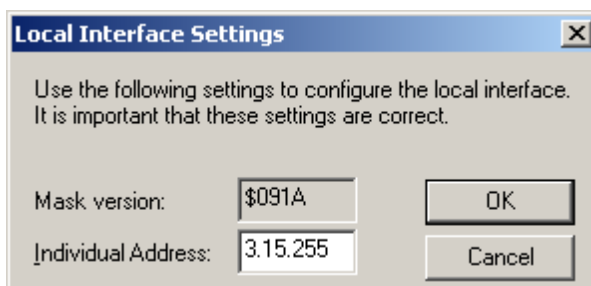 Local Interface Settings
Use the following settings to configure the local interface.
It is important that these settings are correct.
Mask version: $091A OK
Individual Address: 3.15.255 Cancel